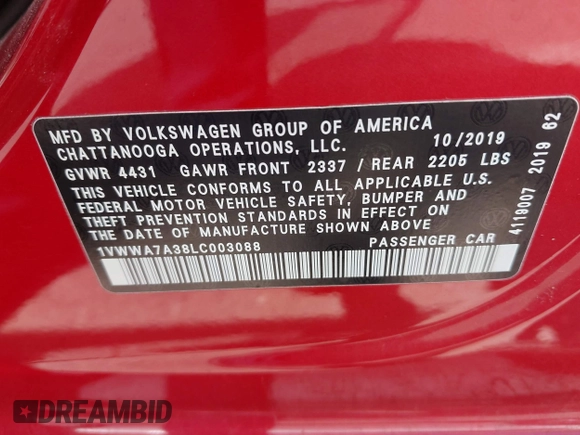 MFD BY VOLKSWAGEN GROUP OF AMERICA
CHATTANOOGA OPERATIONS, LLC. 10/2019
GVWR 4431 GAWR FRONT 2337 / REAR 2205 LBS
THIS VEHICLE CONFORMS TO ALL APPLICABLE U.S.
FEDERAL MOTOR VEHICLE SAFETY, BUMPER AND
THEFT PREVENTION STANDARDS IN EFFECT ON
THE DATE OF MANUFACTURE SHOWN ABOVE
1VWWA7A38LC003088 PASSENGER CAR
4119007 2019 62
DREAMBID